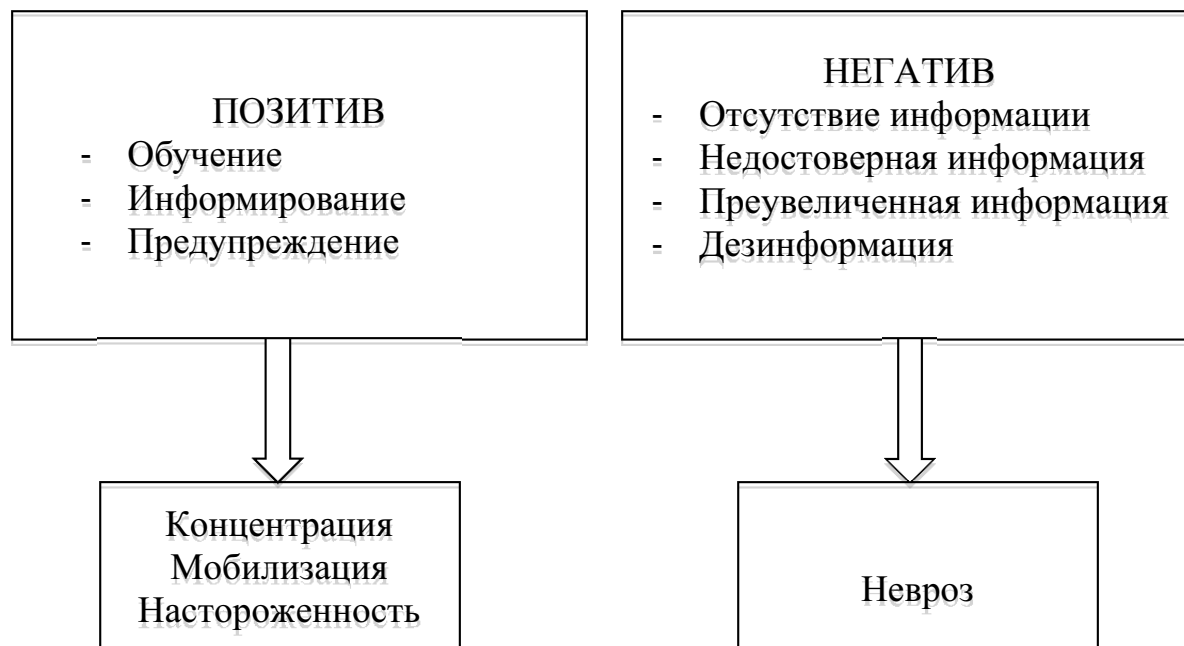 ПОЗИТИВ
- Обучение
- Информирование
- Предупреждение
НЕГАТИВ
- Отсутствие информации
- Недостоверная информация
- Преувеличенная информация
- Дезинформация
Концентрация
Мобилизация
Настороженность
Невроз